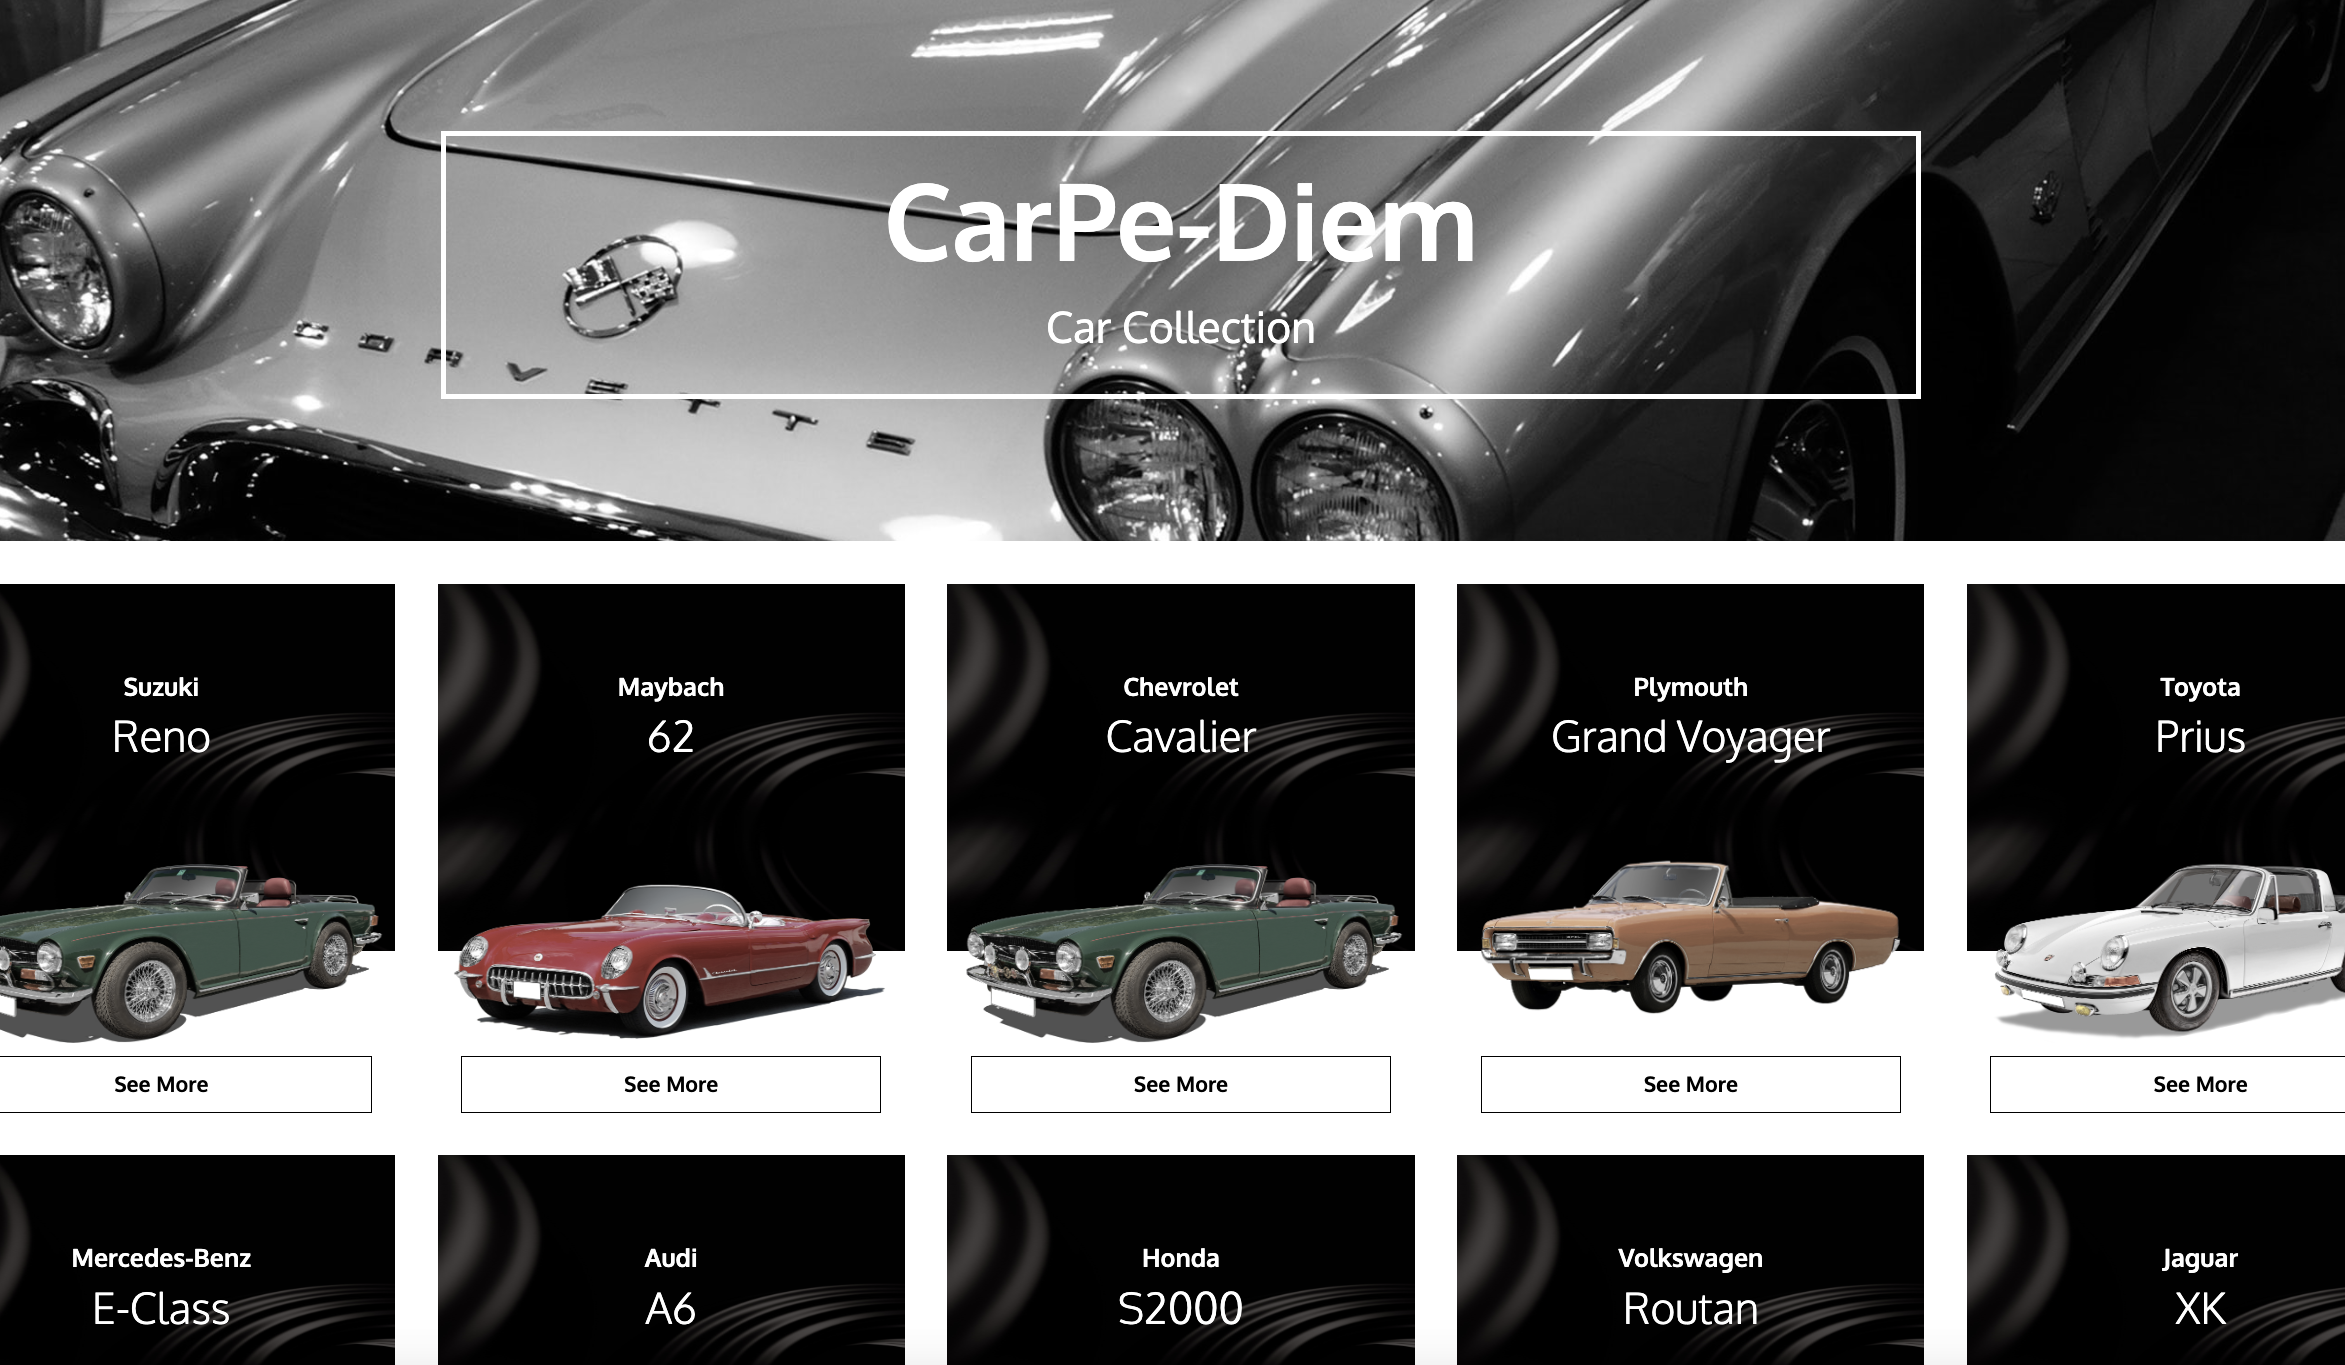 CORVETTE
CarPe-Diem
Car Collection
Suzuki
Reno
See More
Maybach
62
See More
Chevrolet
Cavalier
See More
Plymouth
Grand Voyager
See More
Toyota
Prius
See More
Mercedes-Benz
E-Class
Audi
A6
Honda
S2000
Volkswagen
Routan
Jaguar
XK